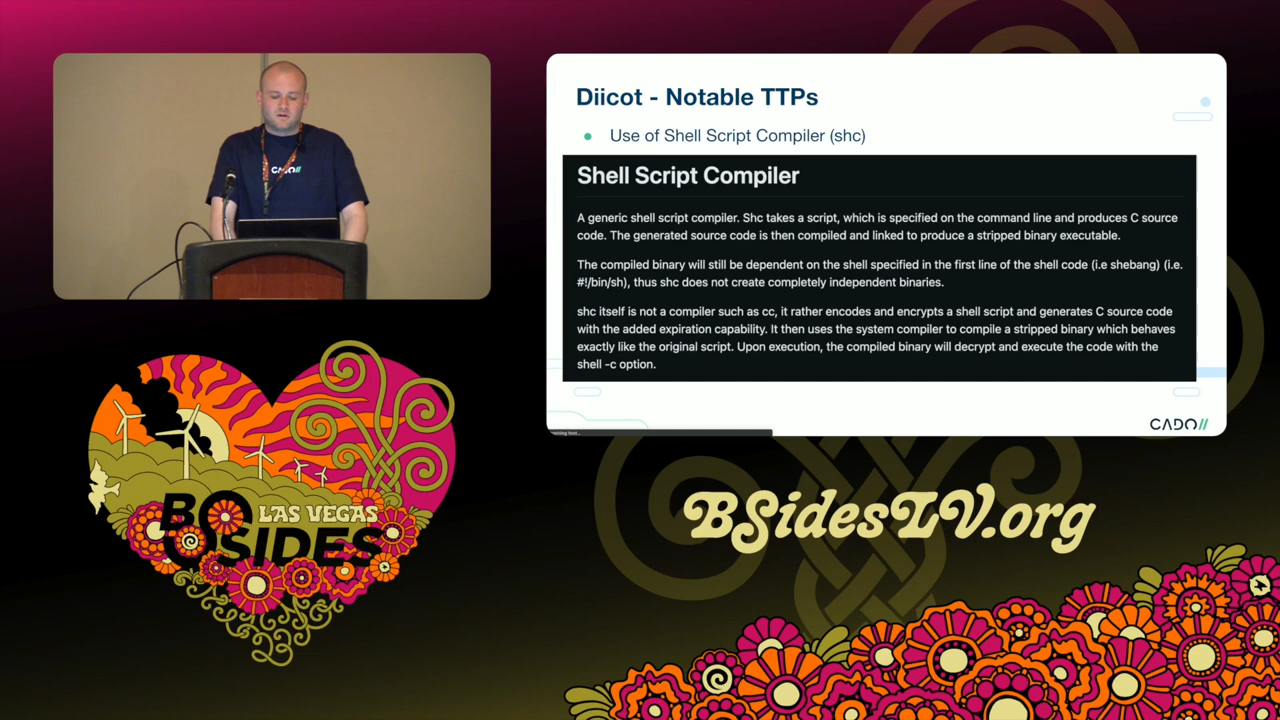 CADO//
Diicot - Notable TTPs
● Use of Shell Script Compiler (shc)
Shell Script Compiler
A generic shell script compiler. Shc takes a script, which is specified on the command line and produces C source
code. The generated source code is then compiled and linked to produce a stripped binary executable.
The compiled binary will still be dependent on the shell specified in the first line of the shell code (i.e shebang) (i.e.
#!/bin/sh), thus shc does not create completely independent binaries.
shc itself is not a compiler such as cc, it rather encodes and encrypts a shell script and generates C source code
with the added expiration capability. It then uses the system compiler to compile a stripped binary which behaves
exactly like the original script. Upon execution, the compiled binary will decrypt and execute the code with the
shell -c option.
CADO//
LAS VEGAS
BSIDES
23
BSidesLV.org